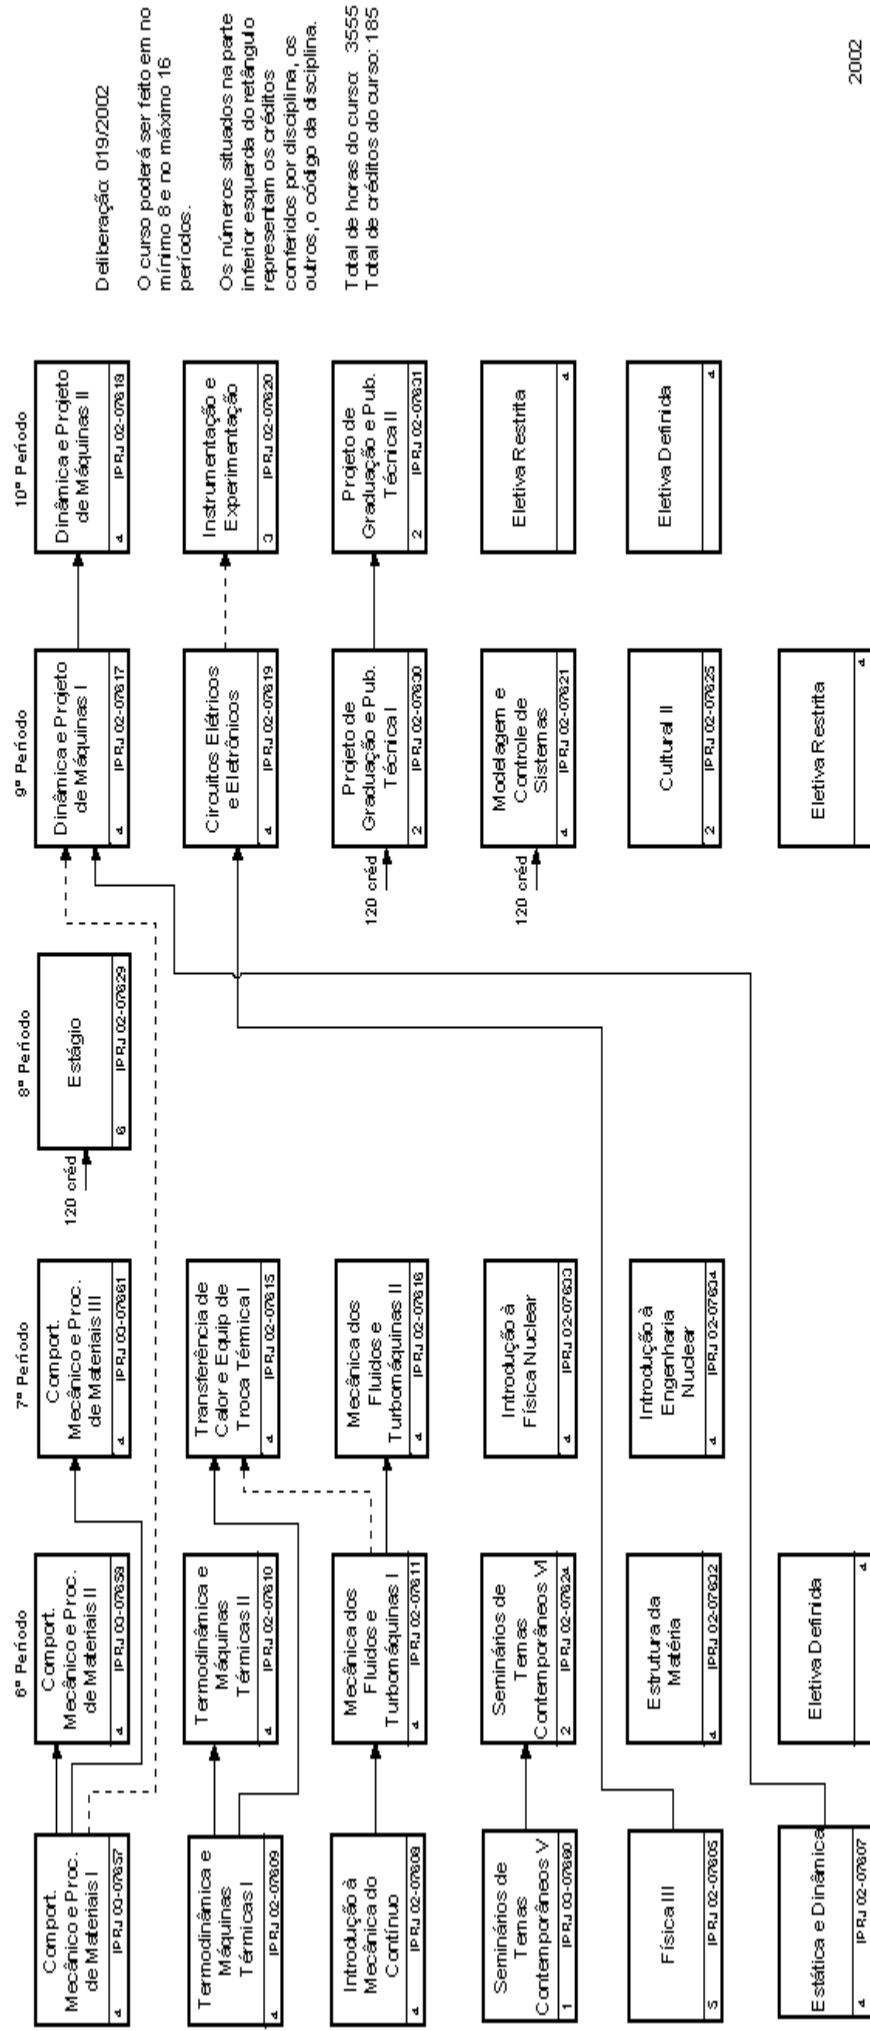 Comport.
Mecânico e Proc.
de Materiais I
4 IPRJ 03-07657
Termodinâmica e
Máquinas
Térmicas I
4 IPRJ 02-07609
Introdução à
Mecânica do
Contínuo
4 IPRJ 02-07608
Seminários de
Temas
Contemporâneos V
1 IPRJ 03-07660
Física III
5 IPRJ 02-07605
Estática e Dinâmica
4 IPRJ 02-07607
6º Período
Comport.
Mecânico e Proc.
de Materiais II
4 IPRJ 03-07658
Termodinâmica e
Máquinas
Térmicas II
4 IPRJ 02-07610
Mecânica dos
Fluidos e
Turbomáquinas I
4 IPRJ 02-07611
Seminários de
Temas
Contemporâneos VI
2 IPRJ 02-07624
Estrutura da
Matéria
4 IPRJ 02-07632
Eletiva Definida
4
7º Período
Comport.
Mecânico e Proc.
de Materiais III
4 IPRJ 03-07661
Transferência de
Calor e Equip de
Troca Térmica I
4 IPRJ 02-07615
Mecânica dos
Fluidos e
Turbomáquinas II
4 IPRJ 02-07616
Introdução à
Física Nuclear
4 IPRJ 02-07633
Introdução à
Engenharia
Nuclear
4 IPRJ 02-07634
8º Período
120 créd
Estágio
6 IPRJ 02-07629
9º Período
Dinâmica e Projeto
de Máquinas I
4 IPRJ 02-07617
Circuitos Elétricos
e Eletrônicos
4 IPRJ 02-07619
120 créd
Projeto de
Graduação e Pub.
Técnica I
2 IPRJ 02-07630
120 créd
Modelagem e
Controle de
Sistemas
4 IPRJ 02-07621
Cultural II
2 IPRJ 02-07625
Eletiva Restrita
4
10º Período
Dinâmica e Projeto
de Máquinas II
4 IPRJ 02-07618
Instrumentação e
Experimentação
3 IPRJ 02-07620
Projeto de
Graduação e Pub.
Técnica II
2 IPRJ 02-07631
Eletiva Restrita
4
Eletiva Definida
4
Deliberação: 019/2002
O curso poderá ser feito em no
mínimo 8 e no máximo 16
períodos.
Os números situados na parte
inferior esquerda do retângulo
representam os créditos
conferidos por disciplina, os
outros, o código da disciplina.
Total de horas do curso: 3555
Total de créditos do curso: 185
2002